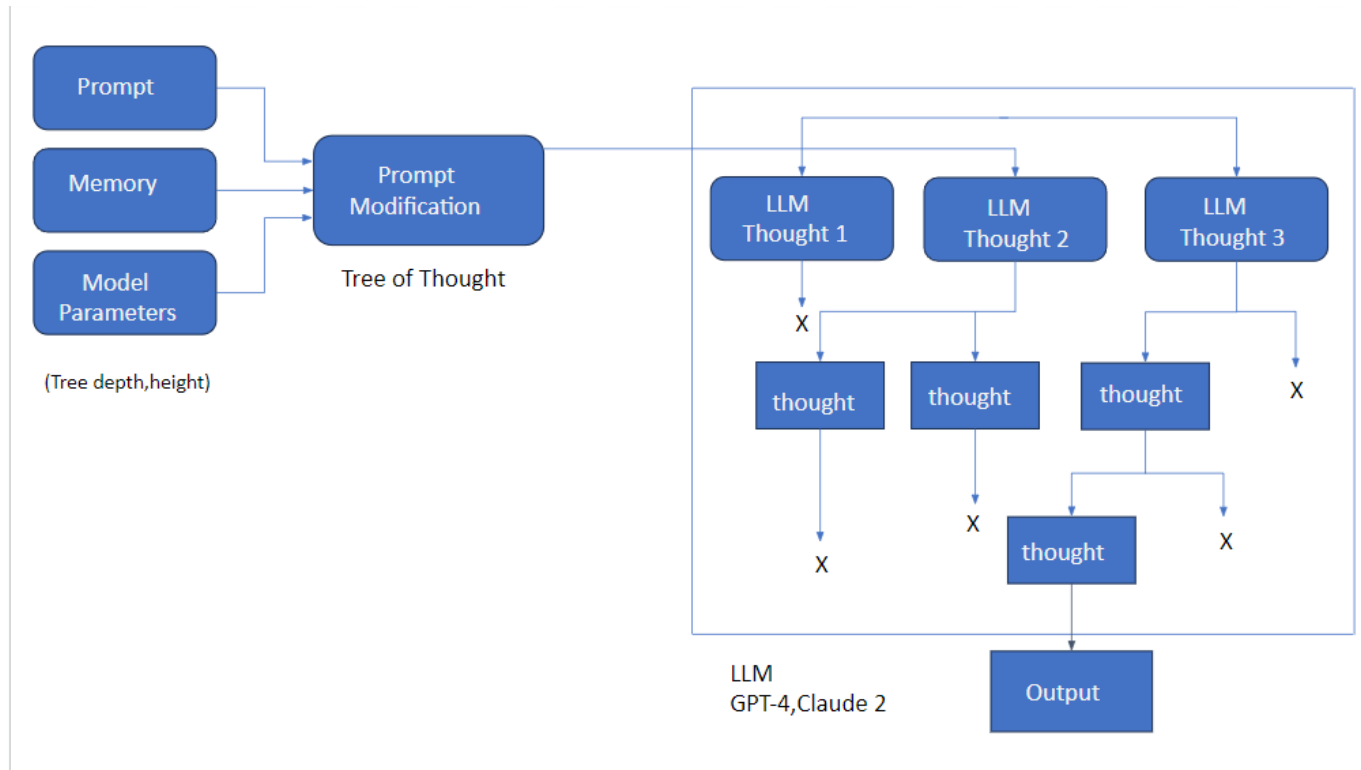 Prompt
Memory
Model
Parameters
(Tree depth,height)
Prompt
Modification
Tree of Thought
LLM
Thought 1
LLM
Thought 2
LLM
Thought 3
X
thought
thought
thought
X
X
X
thought
X
LLM
GPT-4,Claude 2
Output